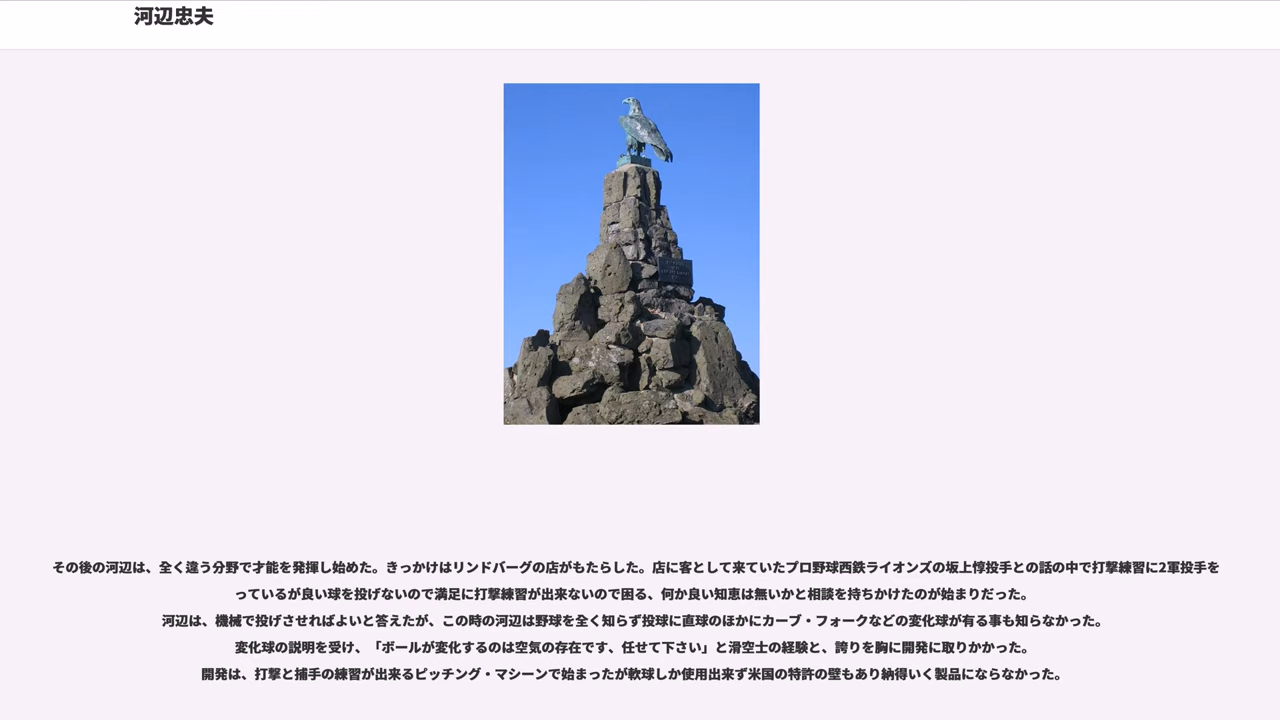 河辺忠夫
その後の河辺は、全く違う分野で才能を発揮し始めた。きっかけはリンドバーグの店がもたらした。店に客として来ていたプロ野球西鉄ライオンズの坂上惇投手との話の中で打撃練習に2軍投手を
っているが良い球を投げないので満足に打撃練習が出来ないので困る、何か良い知恵は無いかと相談を持ちかけたのが始まりだった。
河辺は、機械で投げさせればよいと答えたが、この時の河辺は野球を全く知らず投球に直球のほかにカーブ・フォークなどの変化球が有る事も知らなかった。
変化球の説明を受け、「ボールが変化するのは空気の存在です、任せて下さい」と滑空士の経験と、誇りを胸に開発に取りかかった。
開発は、打撃と捕手の練習が出来るピッチング・マシーンで始まったが軟球しか使用出来ず米国の特許の壁もあり納得いく製品にならなかった。